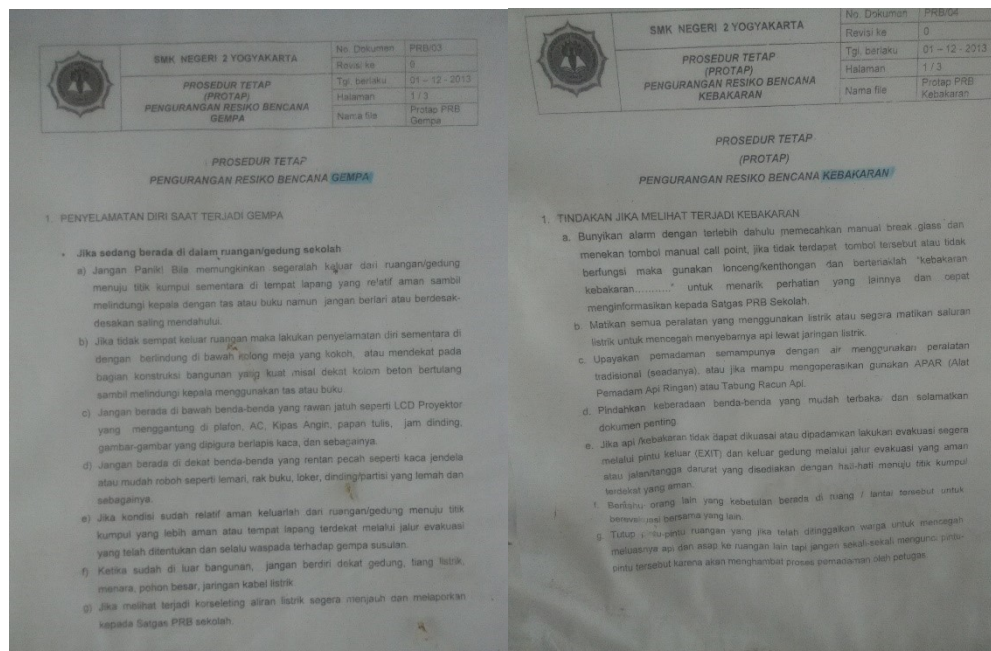 SMK NEGERI 2 YOGYAKARTA
PROSEDUR TETAP
(PROTAP)
PENGURANGAN RESIKO BENCANA
GEMPA
No. Dokumen PRB/03
Revisi ke 0
Tgl. berlaku 01 – 12 - 2013
Halaman 1 / 3
Nama file Protap PRB
Gempa
PROSEDUR TETAP
(PROTAP)
PENGURANGAN RESIKO BENCANA GEMPA
1. PENYELAMATAN DIRI SAAT TERJADI GEMPA
• Jika sedang berada di dalam ruangan/gedung sekolah
a) Jangan Panik! Bila memungkinkan segeralah keluar dari ruangan/gedung
menuju titik kumpul sementara di tempat lapang yang relatif aman sambil
melindungi kepala dengan tas atau buku namun jangan berlari atau berdesak-
desakan saling mendahului.
b) Jika tidak sempat keluar ruangan maka lakukan penyelamatan diri sementara di
dengan berlindung di bawah kolong meja yang kokoh, atau mendekat pada
bagian konstruksi bangunan yang kuat misal dekat kolom beton bertulang
sambil melindungi kepala menggunakan tas atau buku
c) Jangan berada di bawah benda-benda yang rawan jatuh seperti LCD Proyektor
yang menggantung di plafon, AC, Kipas Angin, papan tulis, jam dinding,
gambar-gambar yang dipigura berlapis kaca, dan sebagainya.
d) Jangan berada di dekat benda-benda yang rentan pecah seperti kaca jendela
atau mudah roboh seperti lemari, rak buku, loker, dinding/partisi yang lemah dan
sebagainya.
e) Jika kondisi sudah relatif aman keluarlah dari ruangan/gedung menuju titik
kumpul yang lebih aman atau tempat lapang terdekat melalui jalur evakuasi
yang telah ditentukan dan selalu waspada terhadap gempa susulan.
f) Ketika sudah di luar bangunan, jangan berdiri dekat gedung, tiang listrik,
menara, pohon besar, jaringan kabel listrik
g) Jika melihat terjadi korseleting aliran listrik segera menjauh dan melaporkan
kepada Satgas PRB sekolah.
SMK NEGERI 2 YOGYAKARTA
PROSEDUR TETAP
(PROTAP)
PENGURANGAN RESIKO BENCANA
KEBAKARAN
No. Dokuman PRB/04
Revisi ke 0
Tgl. berlaku 01 – 12 - 2013
Halaman 1 / 3
Nama file Protap PRB
Kebakaran
PROSEDUR TETAP
(PROTAP)
PENGURANGAN RESIKO BENCANA KEBAKARAN
1. TINDAKAN JIKA MELIHAT TERJADI KEBAKARAN
a. Bunyikan alarm dengan terlebih dahulu memecahkan manual break glass dan
menekan tombol manual call point, jika tidak terdapat tombol tersebut atau tidak
berfungsi maka gunakan lonceng/kenthongan dan berteriaklah "kebakaran
kebakaran..........." untuk menarik perhatian yang lainnya dan cepat
menginformasikan kepada Satgas PRB Sekolah.
b. Matikan semua peralatan yang menggunakan listrik atau segera matikan saluran
listrik untuk mencegah menyebarnya api lewat jaringan listrik.
c. Upayakan pemadaman semampunya dengan air menggunakan peralatan
tradisional (seadanya), atau jika mampu mengoperasikan gunakan APAR (Alat
Pemadam Api Ringan) atau Tabung Racun Api.
d. Pindahkan keberadaan benda-benda yang mudah terbakar dan selamatkan
dokumen penting.
e. Jika api /kebakaran tidak dapat dikuasai atau dipadamkan lakukan evakuasi segera
melalui pintu keluar (EXIT) dan keluar gedung melalui jalur evakuasi yang aman
atau jalan/tangga darurat yang disediakan dengan hati-hati menuju titik kumpul
terdekat yang aman.
f. Beritahu orang lain yang kebetulan berada di ruang / lantai tersebut untuk
bersama yang lain.
g. Tutup pintu-pintu ruangan yang jika telah ditinggalkan warga untuk mencegah
meluasnya api dan asap ke ruangan lain tapi jangan sekali-sekali mengunci pintu-
pintu tersebut karena akan menghambat proses pemadaman oleh petugas